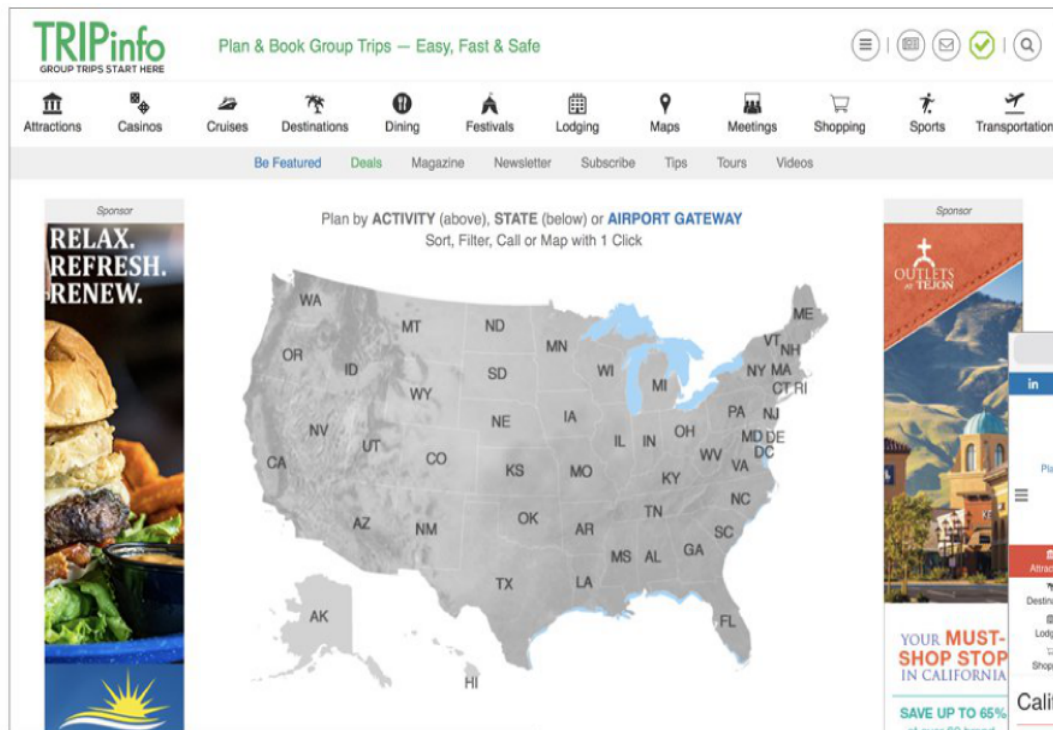 TRIPinfo
GROUP TRIPS START HERE
Plan & Book Group Trips — Easy, Fast & Safe
Attractions Casinos Cruises Destinations Dining Festivals Lodging Maps Meetings Shopping Sports Transportation
Be Featured Deals Magazine Newsletter Subscribe Tips Tours Videos
Sponsor
RELAX.
REFRESH.
RENEW.
Plan by ACTIVITY (above), STATE (below) or AIRPORT GATEWAY
Sort, Filter, Call or Map with 1 Click
WA
MT
ND
MN
ME
OR
ID
SD
WI
VT
NH
WY
MI
NY MA
CT RI
NE
IA
PA
NJ
NV
UT
CO
IL
IN
OH
MD DE
DC
CA
KS
MO
WV
VA
KY
AZ
NM
OK
AR
TN
NC
SC
TX
LA
MS
AL
GA
FL
AK
HI
Sponsor
OUTLETS
at TEJON
YOUR MUST-
SHOP STOP
IN CALIFORNIA
SAVE UP TO 65%
in